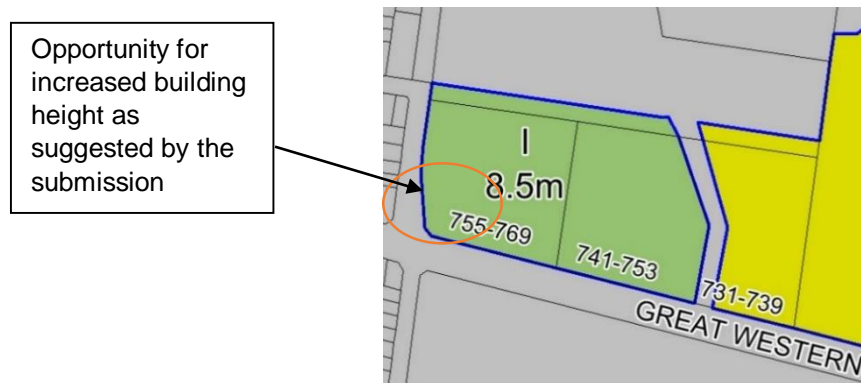 Opportunity for
increased building
height as
suggested by the
submission
I
8.5m
755-769
741-753
731-739
GREAT WESTERN